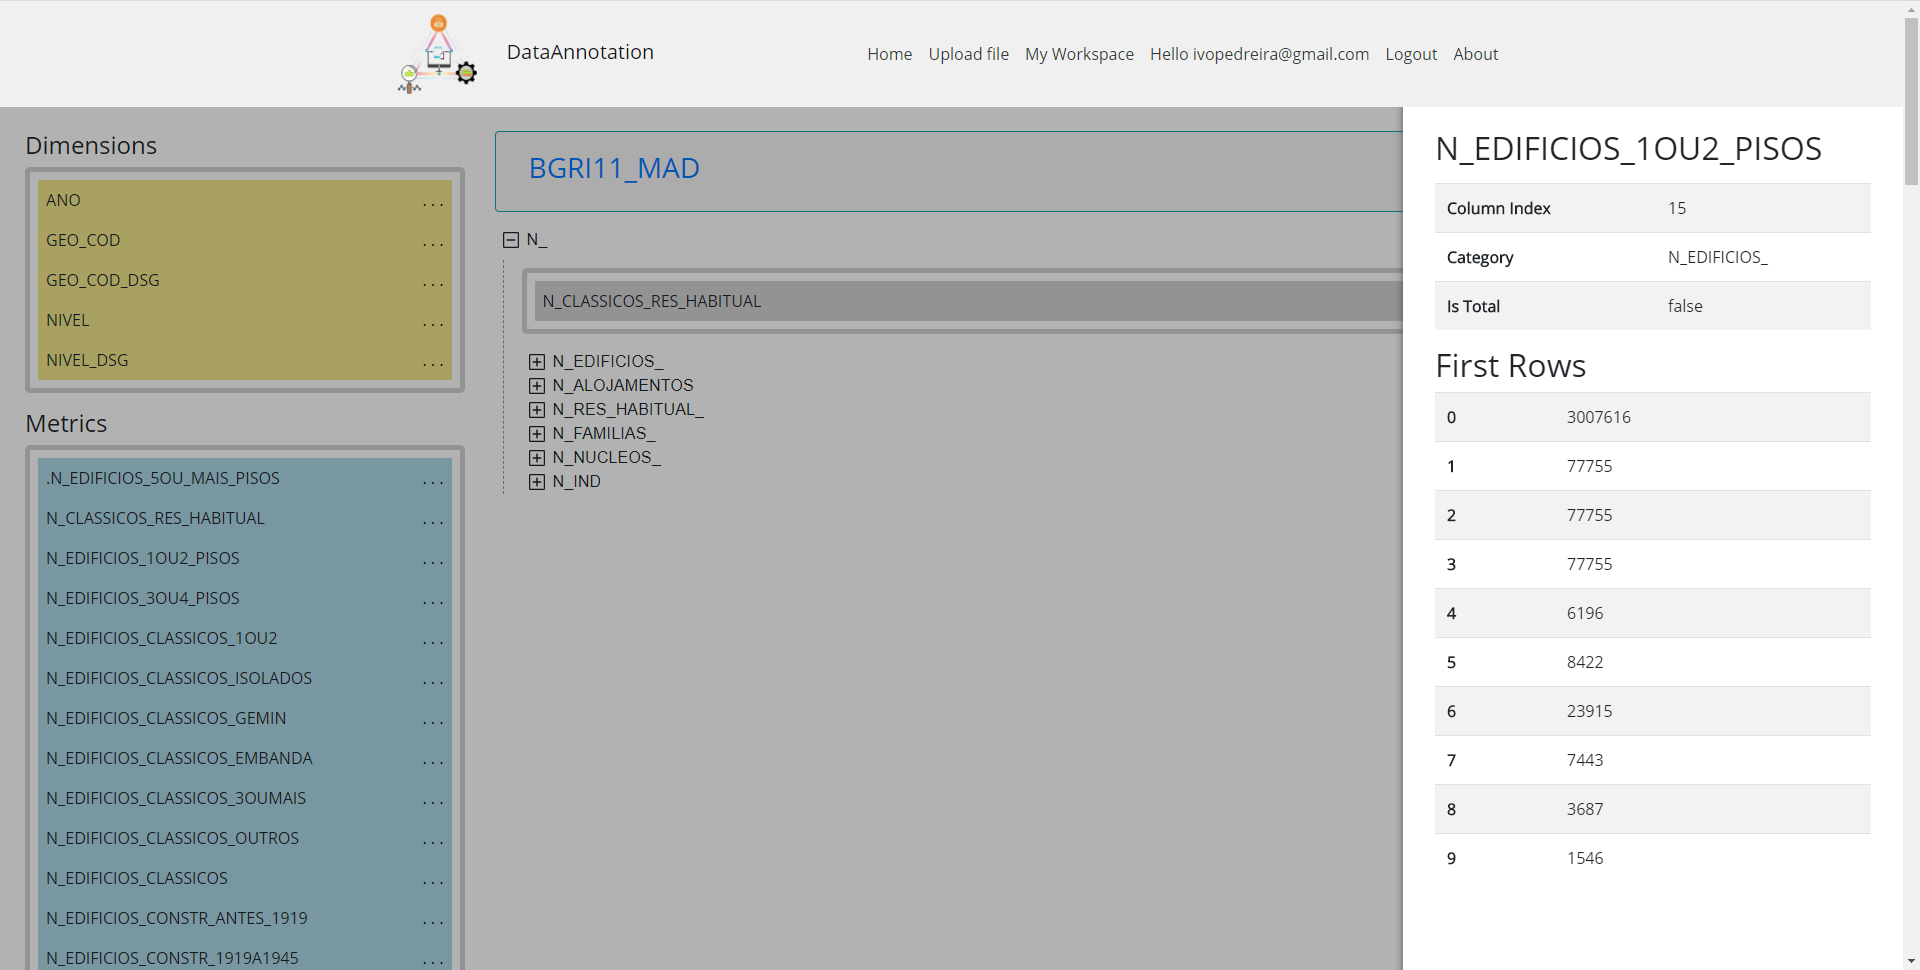 DataAnnotation
Home Upload file My Workspace Hello ivopedreira@gmail.com Logout About
Dimensions
ANO ...
GEO_COD ...
GEO_COD_DSG ...
NIVEL ...
NIVEL_DSG ...
Metrics
.N_EDIFICIOS_5OU_MAIS_PISOS ...
N_CLASSICOS_RES_HABITUAL ...
N_EDIFICIOS_1OU2_PISOS ...
N_EDIFICIOS_3OU4_PISOS ...
N_EDIFICIOS_CLASSICOS_1OU2 ...
N_EDIFICIOS_CLASSICOS_ISOLADOS ...
N_EDIFICIOS_CLASSICOS_GEMIN ...
N_EDIFICIOS_CLASSICOS_EMBANDA ...
N_EDIFICIOS_CLASSICOS_3OUMAIS ...
N_EDIFICIOS_CLASSICOS_OUTROS ...
N_EDIFICIOS_CLASSICOS ...
N_EDIFICIOS_CONSTR_ANTES_1919 ...
N_EDIFICIOS_CONSTR_1919A1945 ...
BGRI11_MAD
N_
N_CLASSICOS_RES_HABITUAL
N_EDIFICIOS_
N_ALOJAMENTOS
N_RES_HABITUAL_
N_FAMILIAS_
N_NUCLEOS_
N_IND
N_EDIFICIOS_1OU2_PISOS
Column Index 15
Category N_EDIFICIOS_
Is Total false
First Rows
0 3007616
1 77755
2 77755
3 77755
4 6196
5 8422
6 23915
7 7443
8 3687
9 1546